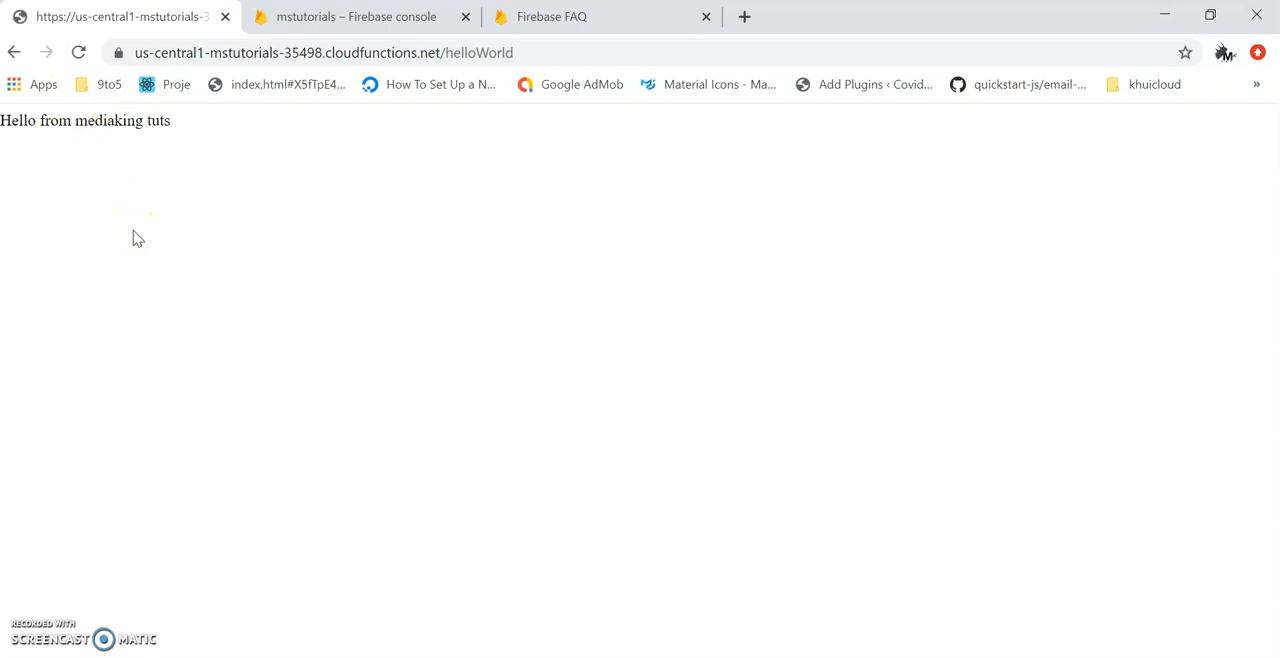 https://us-central1-mstutorials-3
mstutorials – Firebase console
Firebase FAQ
us-central1-mstutorials-35498.cloudfunctions.net/helloWorld
Apps 9to5 Proje index.html#X5fTpE4... How To Set Up a N... Google AdMob Material Icons - Ma... Add Plugins ‹ Covid... quickstart-js/email-... khuicloud »
Hello from mediaking tuts
RECORDED WITH
SCREENCAST MATIC